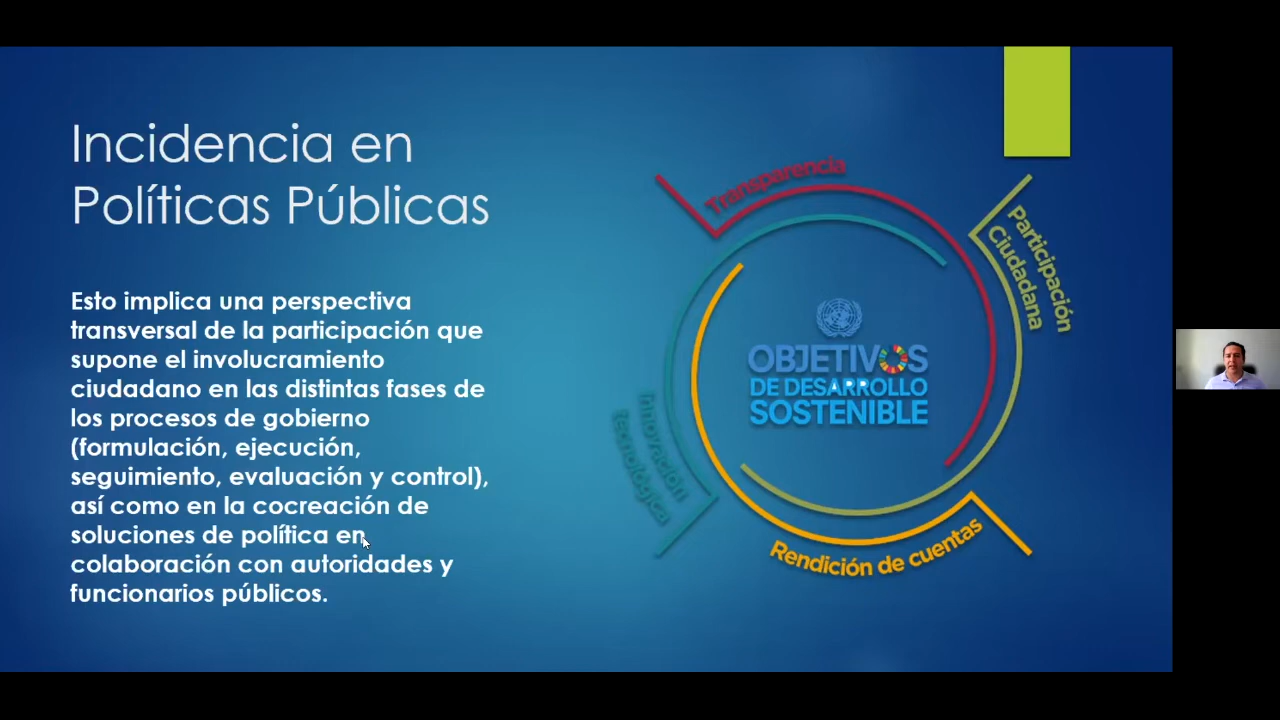 Incidencia en
Políticas Públicas
Esto implica una perspectiva
transversal de la participación que
supone el involucramiento
ciudadano en las distintas fases de
los procesos de gobierno
(formulación, ejecución,
seguimiento, evaluación y control),
así como en la cocreación de
soluciones de política en
colaboración con autoridades y
funcionarios públicos.
Transparencia
Participación
Ciudadana
OBJETIVOS
DE DESARROLLO
SOSTENIBLE
Innovación
Tecnológica
Rendición de cuentas